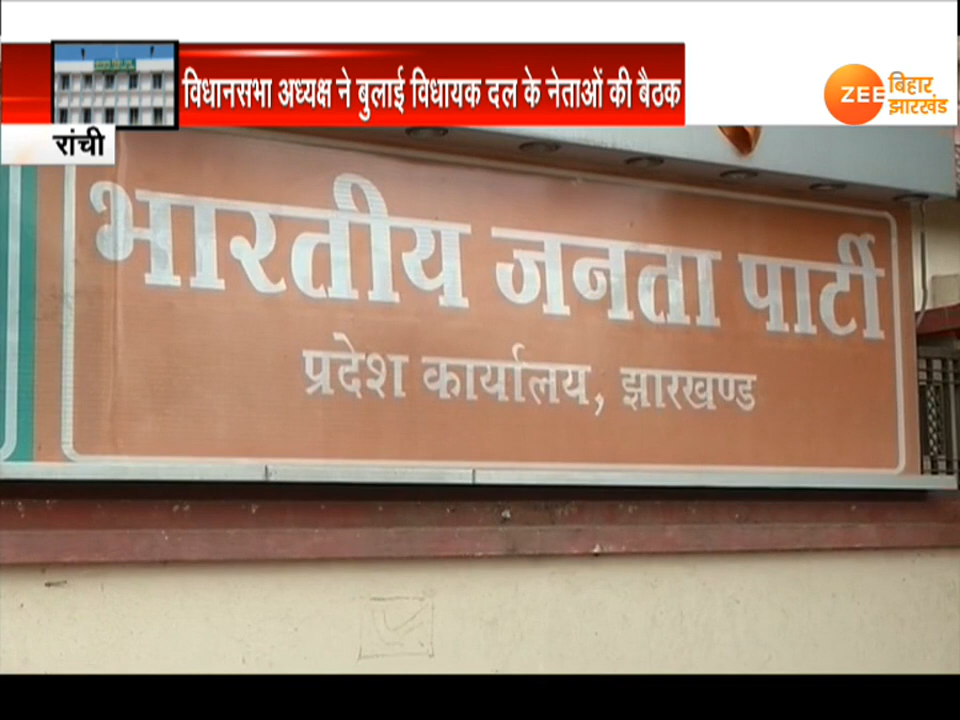 विधानसभा अध्यक्ष ने बुलाई विधायक दल के नेताओं की बैठक
ZEE बिहार झारखंड
रांची
भारतीय जनता पार्टी
प्रदेश कार्यालय, झारखण्ड